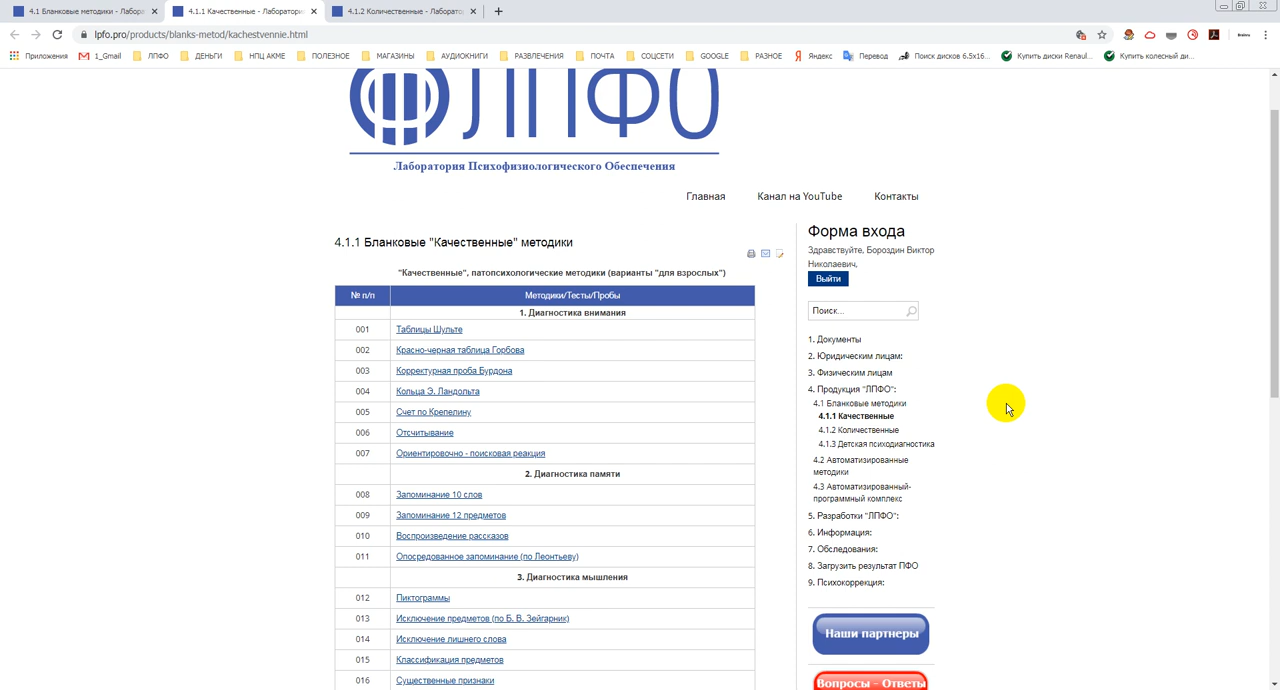 4.1 Бланковые методики - Лабора
4.1.1 Качественные - Лаборатори
4.1.2 Количественные - Лаборато
lpfo.pro/products/blanks-metod/kachestvennie.html
Приложения
1_Gmail
ЛПФО
ДЕНЬГИ
НПЦ АКМЕ
ПОЛЕЗНОЕ
МАГАЗИНЫ
АУДИОКНИГИ
РАЗВЛЕЧЕНИЯ
ПОЧТА
СОЦСЕТИ
GOOGLE
РАЗНОЕ
Яндекс
Перевод
Поиск дисков 6.5x16...
Купить диски Renaul...
Купить колесный ди...
ЛПФО
Лаборатория Психофизиологического Обеспечения
Главная
Канал на YouTube
Контакты
4.1.1 Бланковые "Качественные" методики
"Качественные", патопсихологические методики (варианты "для взрослых")
№ п/п Методики/Тесты/Пробы
1. Диагностика внимания
001 Таблицы Шульте
002 Красно-черная таблица Горбова
003 Корректурная проба Бурдона
004 Кольца Э. Ландольта
005 Счет по Крепелину
006 Отсчитывание
007 Ориентировочно - поисковая реакция
2. Диагностика памяти
008 Запоминание 10 слов
009 Запоминание 12 предметов
010 Воспроизведение рассказов
011 Опосредованное запоминание (по Леонтьеву)
3. Диагностика мышления
012 Пиктограммы
013 Исключение предметов (по Б. В. Зейгарник)
014 Исключение лишнего слова
015 Классификация предметов
016 Существенные признаки
Форма входа
Здравствуйте, Бороздин Виктор
Николаевич,
Выйти
Поиск...
1. Документы
2. Юридическим лицам:
3. Физическим лицам
4. Продукция "ЛПФО":
4.1 Бланковые методики
4.1.1 Качественные
4.1.2 Количественные
4.1.3 Детская психодиагностика
4.2 Автоматизированные
методики
4.3 Автоматизированный-
программный комплекс
5. Разработки "ЛПФО":
6. Информация:
7. Обследования:
8. Загрузить результат ПФО
9. Психокоррекция:
Наши партнеры
Вопросы - Ответы